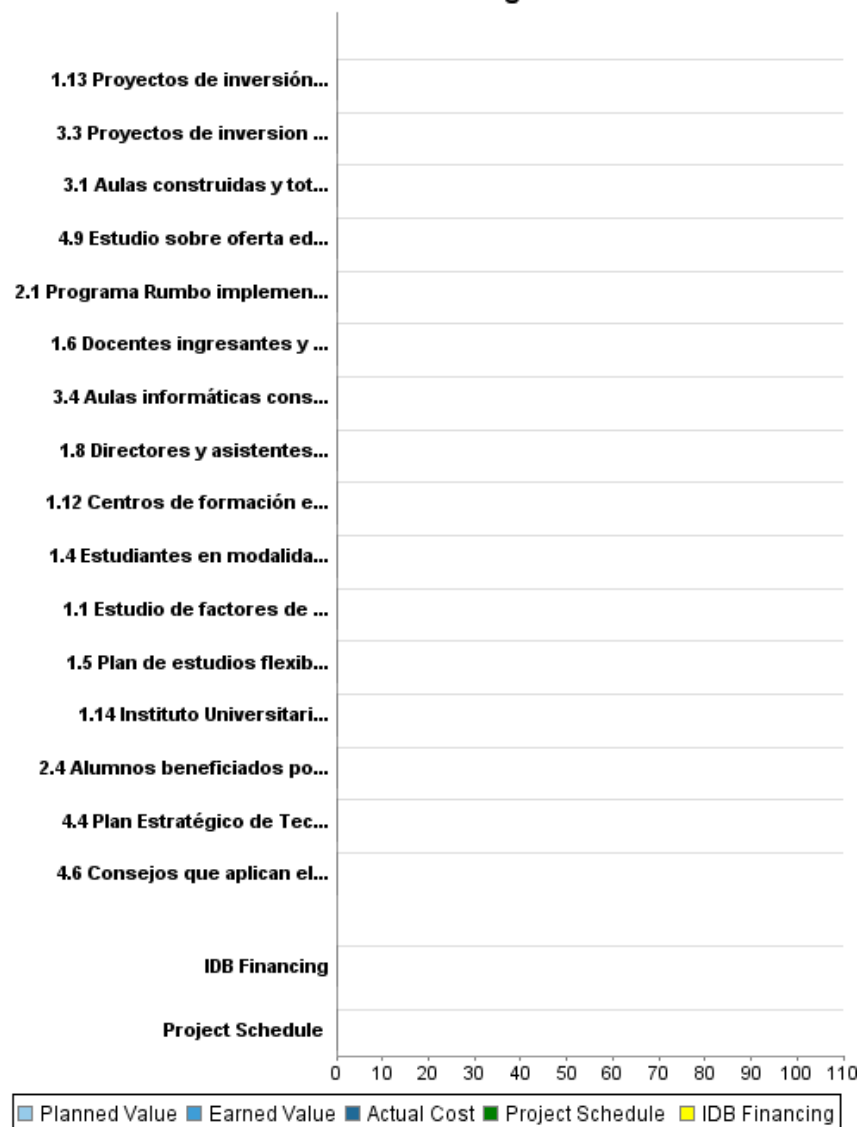 1.13 Proyectos de inversión...
3.3 Proyectos de inversion ...
3.1 Aulas construidas y tot...
4.9 Estudio sobre oferta ed...
2.1 Programa Rumbo implemen...
1.6 Docentes ingresantes y ...
3.4 Aulas informáticas cons...
1.8 Directores y asistentes...
1.12 Centros de formación e...
1.4 Estudiantes en modalida...
1.1 Estudio de factores de ...
1.5 Plan de estudios flexib...
1.14 Instituto Universitari...
2.4 Alumnos beneficiados po...
4.4 Plan Estratégico de Tec...
4.6 Consejos que aplican el...
IDB Financing
Project Schedule
0 10 20 30 40 50 60 70 80 90 100 110
Planned Value Earned Value Actual Cost Project Schedule IDB Financing